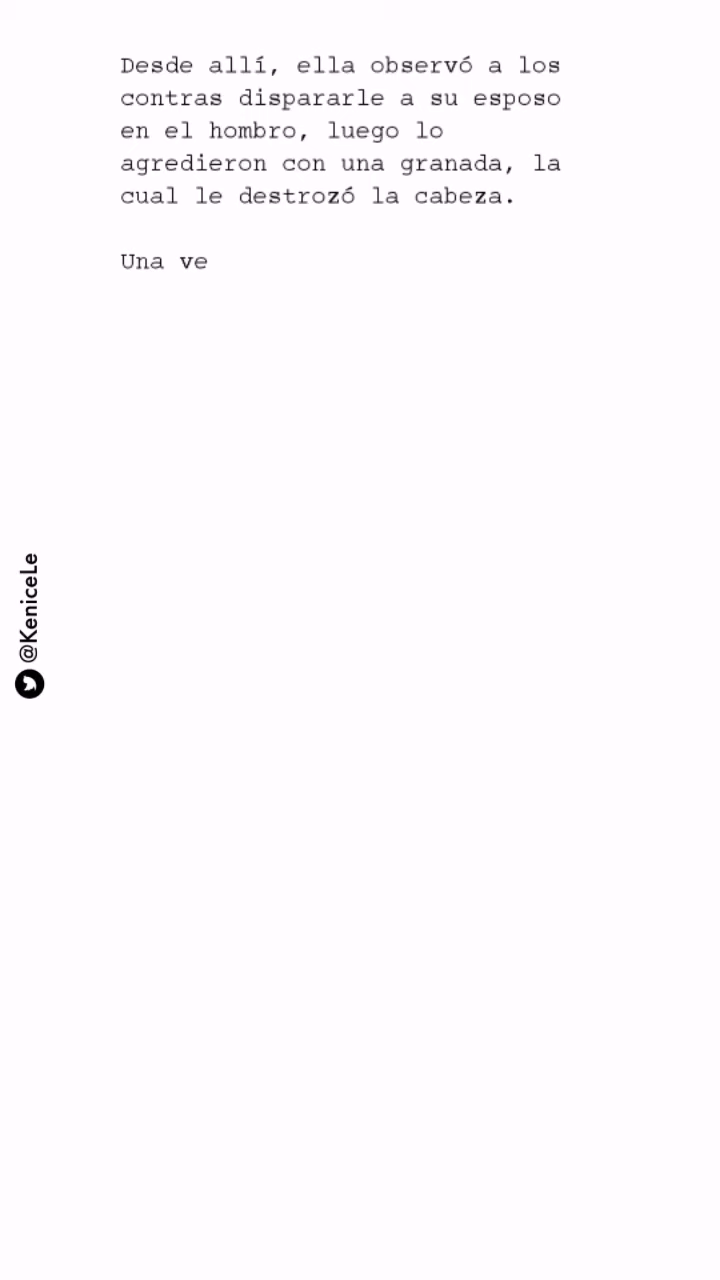 Desde allí, ella observó a los
contras dispararle a su esposo
en el hombro, luego lo
agredieron con una granada, la
cual le destrozó la cabeza.
Una ve
@KeniceLe